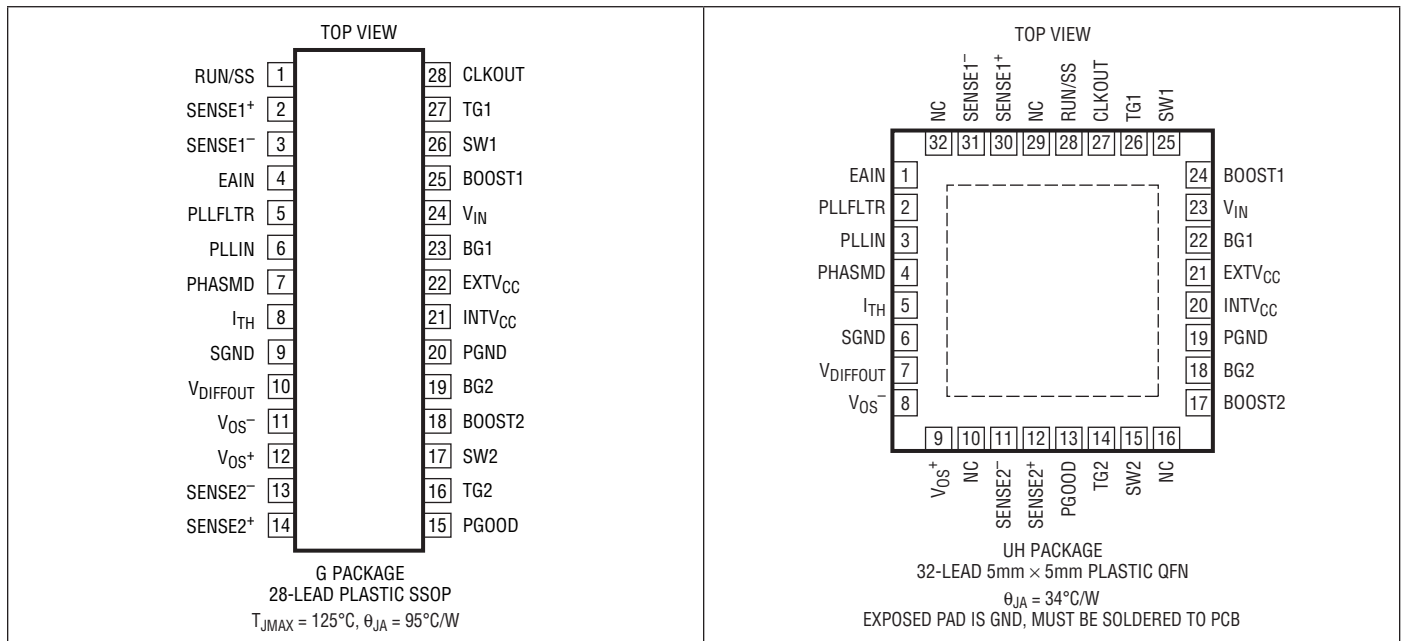 TOP VIEW
RUN/SS 1
SENSE1+ 2
SENSE1– 3
EAIN 4
PLLFLTR 5
PLLIN 6
PHASMD 7
ITH 8
SGND 9
VDIFFOUT 10
VOS– 11
VOS+ 12
SENSE2– 13
SENSE2+ 14
28 CLKOUT
27 TG1
26 SW1
25 BOOST1
24 VIN
23 BG1
22 EXTVCC
21 INTVCC
20 PGND
19 BG2
18 BOOST2
17 SW2
16 TG2
15 PGOOD
G PACKAGE
28-LEAD PLASTIC SSOP
TJMAX = 125°C, θJA = 95°C/W
TOP VIEW
NC
SENSE1–
SENSE1+
NC
RUN/SS
CLKOUT
TG1
SW1
32 31 30 29 28 27 26 25
EAIN 1
PLLFLTR 2
PLLIN 3
PHASMD 4
ITH 5
SGND 6
VDIFFOUT 7
VOS– 8
24 BOOST1
23 VIN
22 BG1
21 EXTVCC
20 INTVCC
19 PGND
18 BG2
17 BOOST2
9 10 11 12 13 14 15 16
VOS+
NC
SENSE2–
SENSE2+
PGOOD
TG2
SW2
NC
UH PACKAGE
32-LEAD 5mm × 5mm PLASTIC QFN
θJA = 34°C/W
EXPOSED PAD IS GND, MUST BE SOLDERED TO PCB